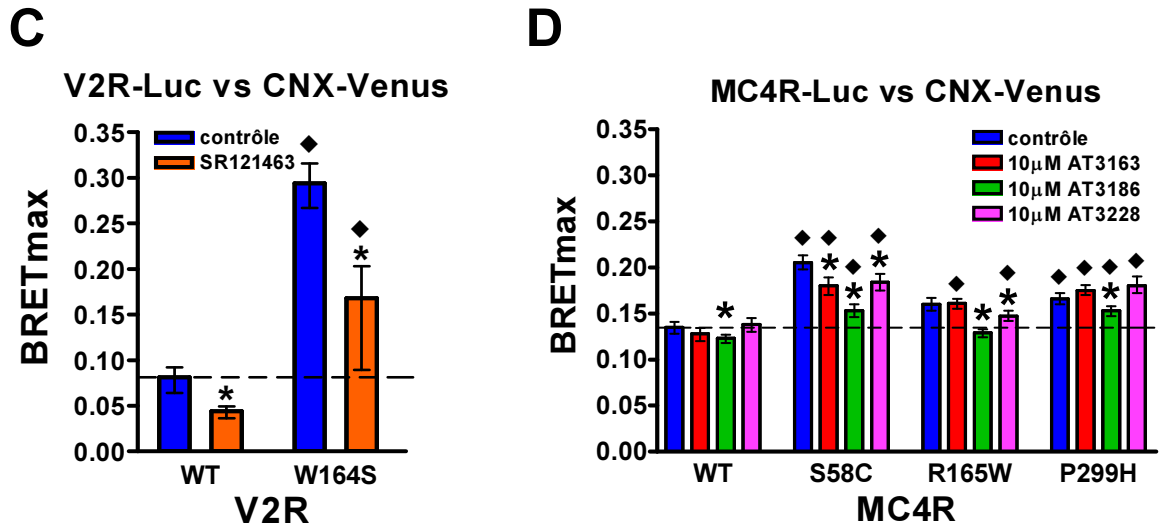 C
V2R-Luc vs CNX-Venus
contrôle
SR121463
BRETmax
0.35
0.30
0.25
0.20
0.15
0.10
0.05
0.00
◆
◆
*
*
WT W164S
V2R
D
MC4R-Luc vs CNX-Venus
contrôle
10μM AT3163
10μM AT3186
10μM AT3228
BRETmax
0.35
0.30
0.25
0.20
0.15
0.10
0.05
0.00
*
◆ ◆ ◆ ◆
* * *
◆ ◆
* *
◆ ◆ ◆ ◆
*
WT S58C R165W P299H
MC4R